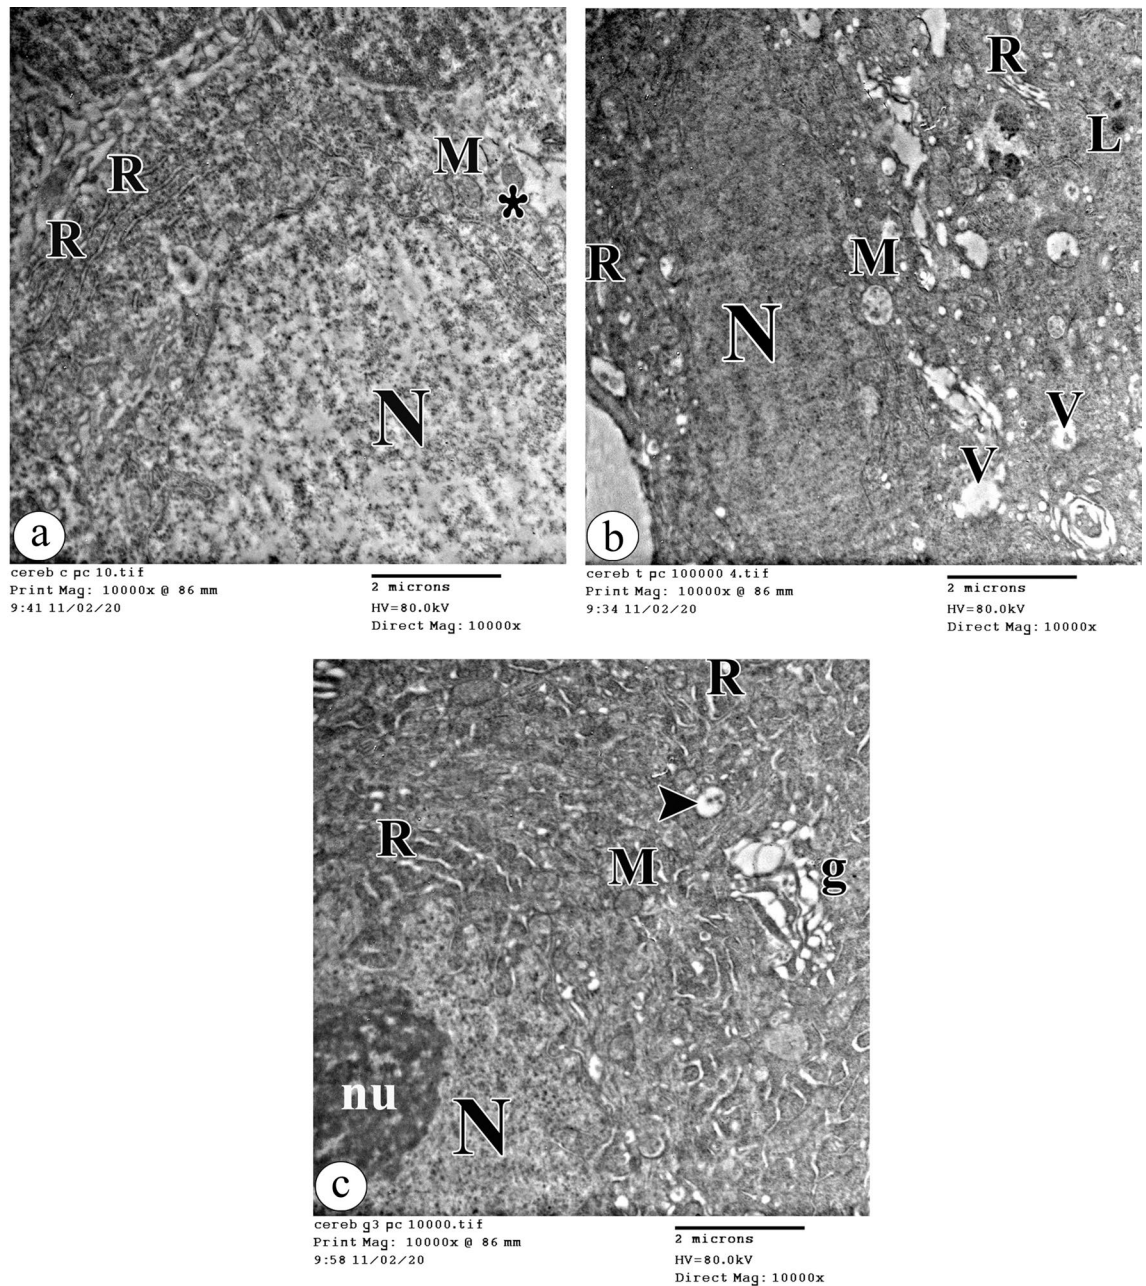 R
R
M
*
N
a
cereb c pc 10.tif
Print Mag: 10000x @ 86 mm
9:41 11/02/20
2 microns
HV=80.0kV
Direct Mag: 10000x
R
L
R
M
N
V
V
b
cereb t pc 100000 4.tif
Print Mag: 10000x @ 86 mm
9:34 11/02/20
2 microns
HV=80.0kV
Direct Mag: 10000x
R
R
M
g
nu
N
c
cereb g3 pc 10000.tif
Print Mag: 10000x @ 86 mm
9:58 11/02/20
2 microns
HV=80.0kV
Direct Mag: 10000x